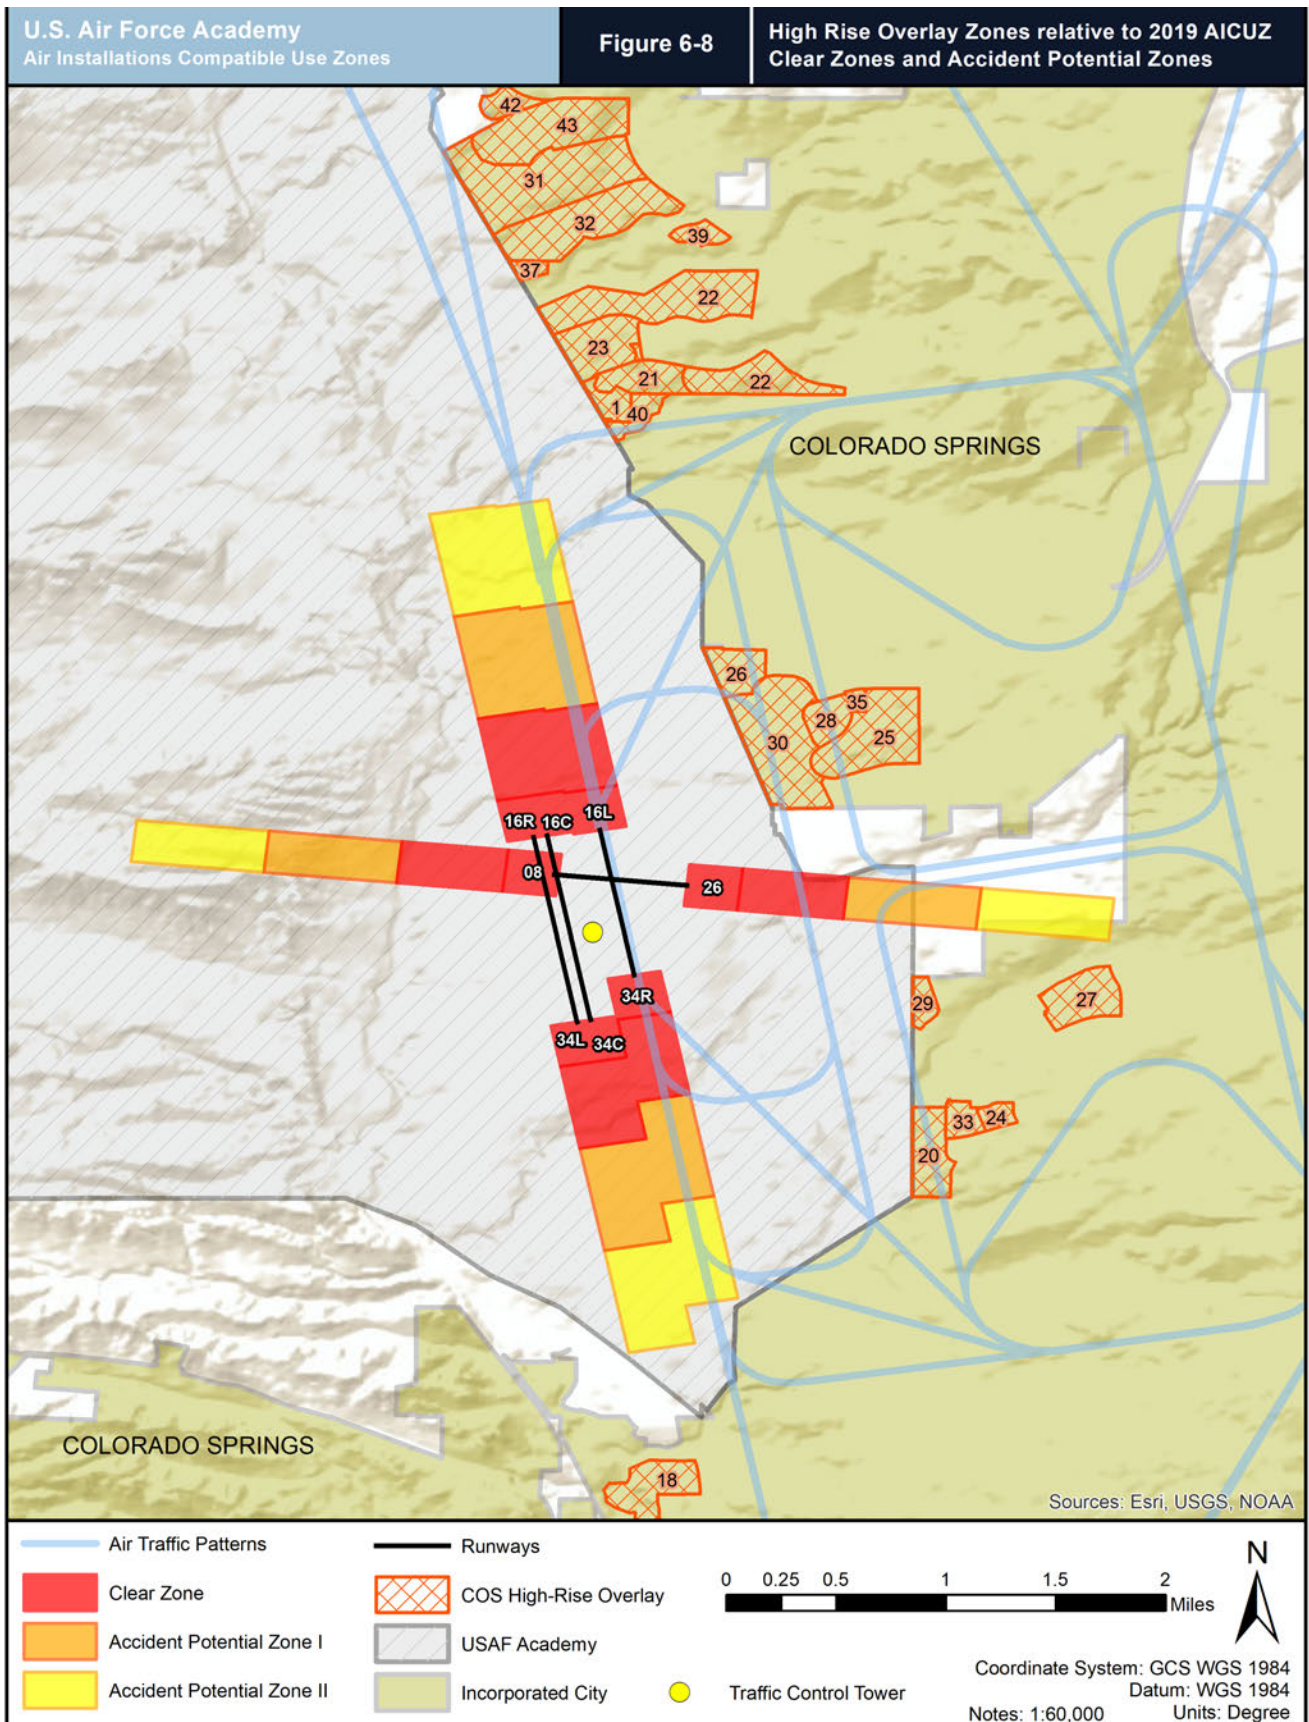 U.S. Air Force Academy
Air Installations Compatible Use Zones
Figure 6-8
High Rise Overlay Zones relative to 2019 AICUZ
Clear Zones and Accident Potential Zones
42
43
31
32
39
37
22
23
21
22
1
40
COLORADO SPRINGS
26
35
28
30
25
16R
16C
16L
08
26
34R
29
27
34L
34C
33
24
20
COLORADO SPRINGS
18
Sources: Esri, USGS, NOAA
Air Traffic Patterns
Clear Zone
Accident Potential Zone I
Accident Potential Zone II
Runways
COS High-Rise Overlay
USAF Academy
Incorporated City
Traffic Control Tower
0 0.25 0.5 1 1.5 2
Miles
N
Coordinate System: GCS WGS 1984
Datum: WGS 1984
Notes: 1:60,000 Units: Degree